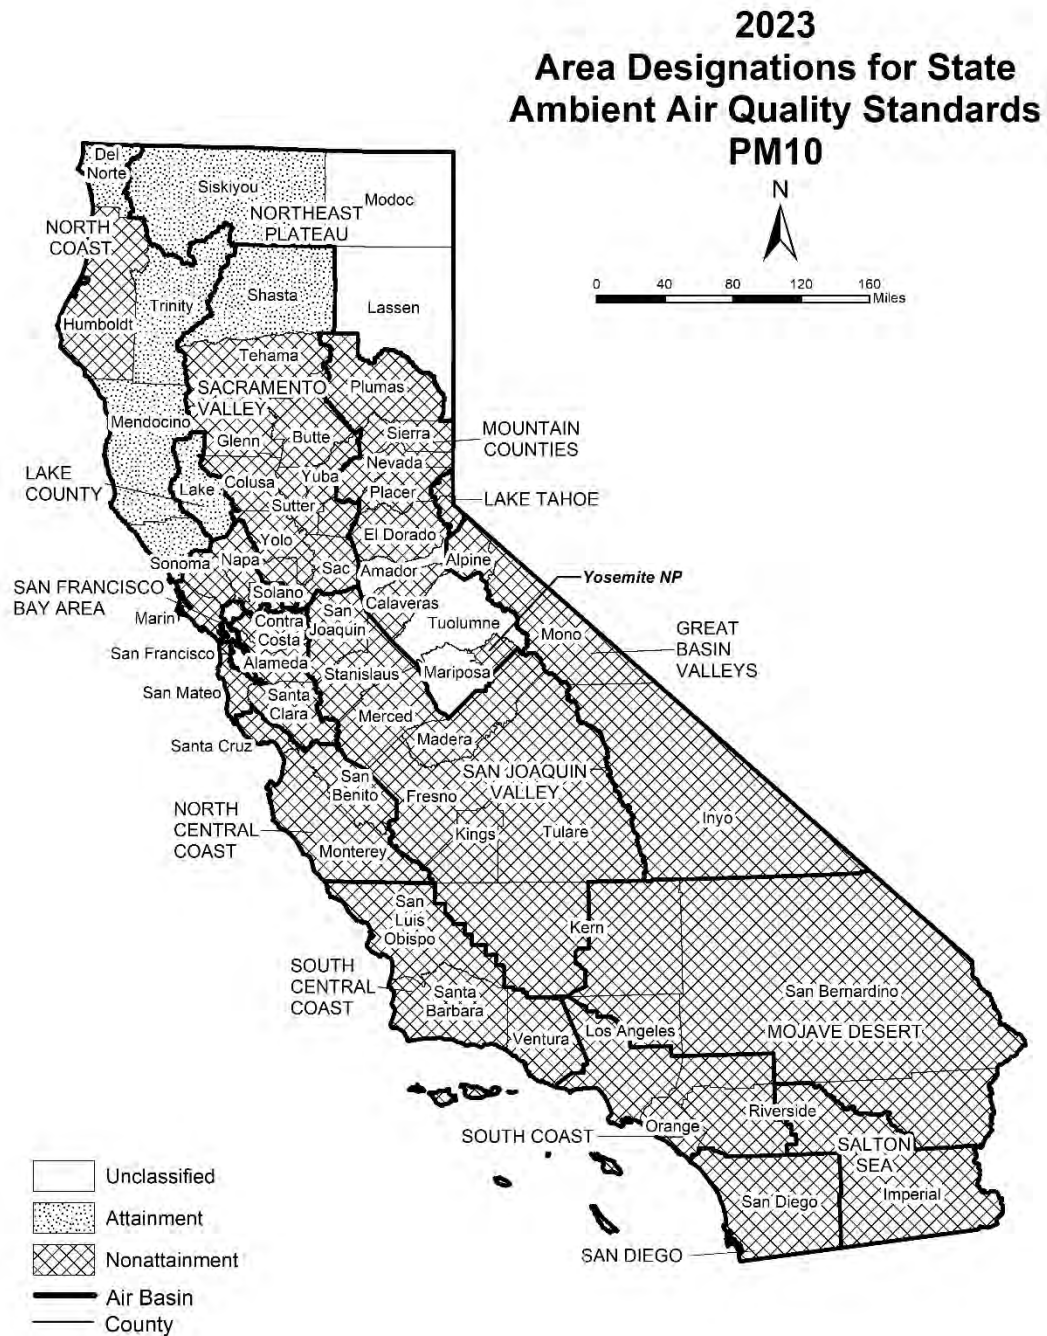 2023
Area Designations for State
Ambient Air Quality Standards
PM10
N
0 40 80 120 160
Miles
Del
Norte
Siskiyou
Modoc
NORTHEAST
PLATEAU
NORTH
COAST
Trinity
Shasta
Lassen
Humboldt
Tehama
Plumas
SACRAMENTO
VALLEY
Mendocino
Glenn
Butte
Sierra
MOUNTAIN
COUNTIES
Nevada
LAKE
COUNTY
Lake
Colusa
Yuba
Placer
LAKE TAHOE
Sutter
El Dorado
Yolo
Sonoma
Napa
Sac
Amador
Alpine
Yosemite NP
SAN FRANCISCO
BAY AREA
Solano
Calaveras
Marin
Contra
Costa
San
Joaquin
Tuolumne
Mono
GREAT
BASIN
VALLEYS
San Francisco
Alameda
Stanislaus
Mariposa
San Mateo
Santa
Clara
Merced
Madera
Santa Cruz
San
Benito
Fresno
SAN JOAQUIN
VALLEY
NORTH
CENTRAL
COAST
Monterey
Kings
Tulare
Inyo
San
Luis
Obispo
Kern
SOUTH
CENTRAL
COAST
Santa
Barbara
San Bernardino
Ventura
Los Angeles
MOJAVE DESERT
SOUTH COAST
Orange
Riverside
SALTON
SEA
San Diego
Imperial
SAN DIEGO
Unclassified
Attainment
Nonattainment
Air Basin
County